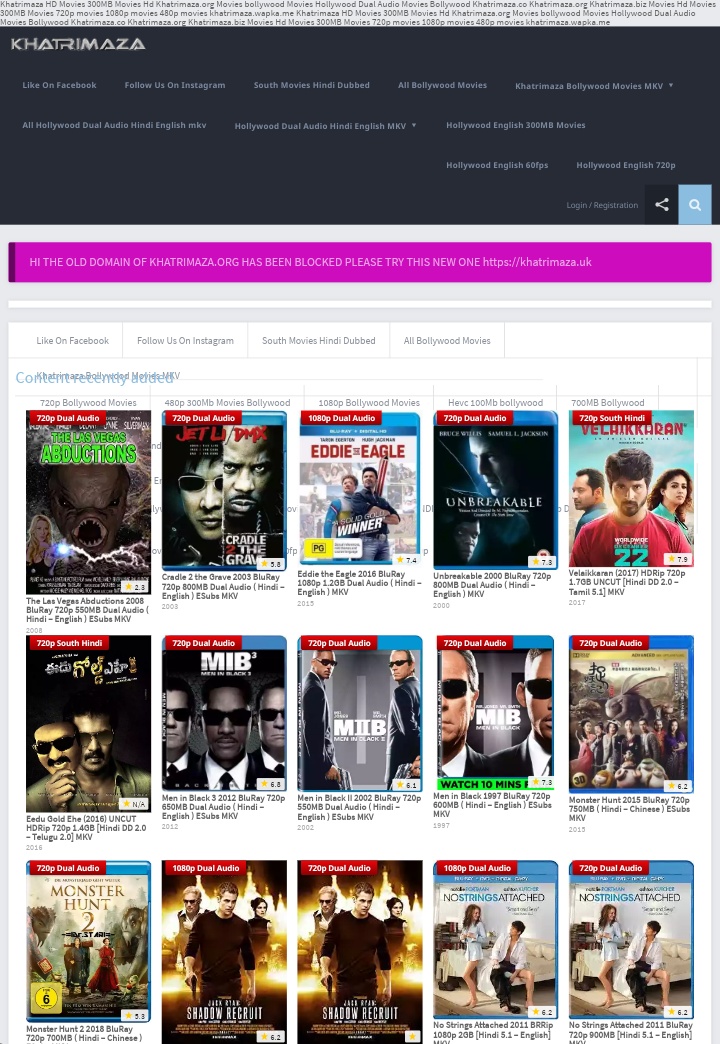 Khatrimaza HD Movies 300MB Movies Hd Khatrimaza.org Movies bollywood Movies Hollywood Dual Audio Movies Bollywood Khatrimaza.co Khatrimaza.org Khatrimaza.biz Movies Hd Movies
300MB Movies 720p movies 1080p movies 480p movies khatrimaza.wapka.me Khatrimaza HD Movies 300MB Movies Hd Khatrimaza.org Movies bollywood Movies Hollywood Dual Audio
Movies Bollywood Khatrimaza.co Khatrimaza.org Khatrimaza.biz Movies Hd Movies 300MB Movies 720p movies 1080p movies 480p movies khatrimaza.wapka.me
KHATRIMAZA
Like On Facebook Follow Us On Instagram South Movies Hindi Dubbed All Bollywood Movies Khatrimaza Bollywood Movies MKV
All Hollywood Dual Audio Hindi English mkv Hollywood Dual Audio Hindi English MKV Hollywood English 300MB Movies
Hollywood English 60fps Hollywood English 720p
Login / Registration
HI THE OLD DOMAIN OF KHATRIMAZA.ORG HAS BEEN BLOCKED PLEASE TRY THIS NEW ONE https://khatrimaza.uk
Like On Facebook Follow Us On Instagram South Movies Hindi Dubbed All Bollywood Movies
Khatrimaza Bollywood Movies MKV
Content recently added
720p Bollywood Movies 480p 300Mb Movies Bollywood 1080p Bollywood Movies Hevc 100Mb bollywood 700MB Bollywood
720p Dual Audio 720p Dual Audio 1080p Dual Audio 720p Dual Audio 720p South Hindi
THE LAS VEGAS
ABDUCTIONS
JET LI DMX
CRADLE
2 THE
GRAVE
TARON EGERTON HUGH JACKMAN
EDDIE THE EAGLE
WINNER
PG
BRUCE WILLIS SAMUEL L. JACKSON
UNBREAKABLE
VELAIKKARAN
WORLDWIDE
22
2.3 5.8 7.4 7.3 7.9
The Las Vegas Abductions 2008
BluRay 720p 550MB Dual Audio (
Hindi – English ) ESubs MKV
2008
Cradle 2 the Grave 2003 BluRay
720p 800MB Dual Audio ( Hindi –
English ) ESubs MKV
2003
Eddie the Eagle 2016 BluRay
1080p 1.2GB Dual Audio ( Hindi –
English ) MKV
2015
Unbreakable 2000 BluRay 720p
800MB Dual Audio ( Hindi –
English ) MKV
2000
Velaikkaran (2017) HDRip 720p
1.7GB UNCUT [Hindi DD 2.0 –
Tamil 5.1] MKV
2017
720p South Hindi 720p Dual Audio 720p Dual Audio 720p Dual Audio 720p Dual Audio
ఈడు గోల్డ్ ఎహె
MIB 3
MEN IN BLACK 3
MIIB
MEN IN BLACK II
MIB
MEN IN BLACK
WATCH 10 MINS
3D
N/A 6.8 6.1 7.3 6.2
Eedu Gold Ehe (2016) UNCUT
HDRip 720p 1.4GB [Hindi DD 2.0
– Telugu 2.0] MKV
2016
Men in Black 3 2012 BluRay 720p
650MB Dual Audio ( Hindi –
English ) ESubs MKV
2012
Men in Black II 2002 BluRay 720p
550MB Dual Audio ( Hindi –
English ) ESubs MKV
2002
Men in Black 1997 BluRay 720p
600MB ( Hindi – English ) ESubs
MKV
1997
Monster Hunt 2015 BluRay 720p
750MB ( Hindi – Chinese ) ESubs
MKV
2015
720p Dual Audio 1080p Dual Audio 720p Dual Audio 1080p Dual Audio 720p Dual Audio
MONSTER
HUNT
2
6
JACK RYAN
SHADOW RECRUIT
JACK RYAN
SHADOW RECRUIT
NATALIE PORTMAN ASHTON KUTCHER
NO STRINGS ATTACHED
NATALIE PORTMAN ASHTON KUTCHER
NO STRINGS ATTACHED
5.3 6.2 6.2 6.2
Monster Hunt 2 2018 BluRay
720p 700MB ( Hindi – Chinese )
No Strings Attached 2011 BRRip
1080p 2GB [Hindi 5.1 – English]
MKV
No Strings Attached 2011 BluRay
720p 900MB [Hindi 5.1 – English]
MKV